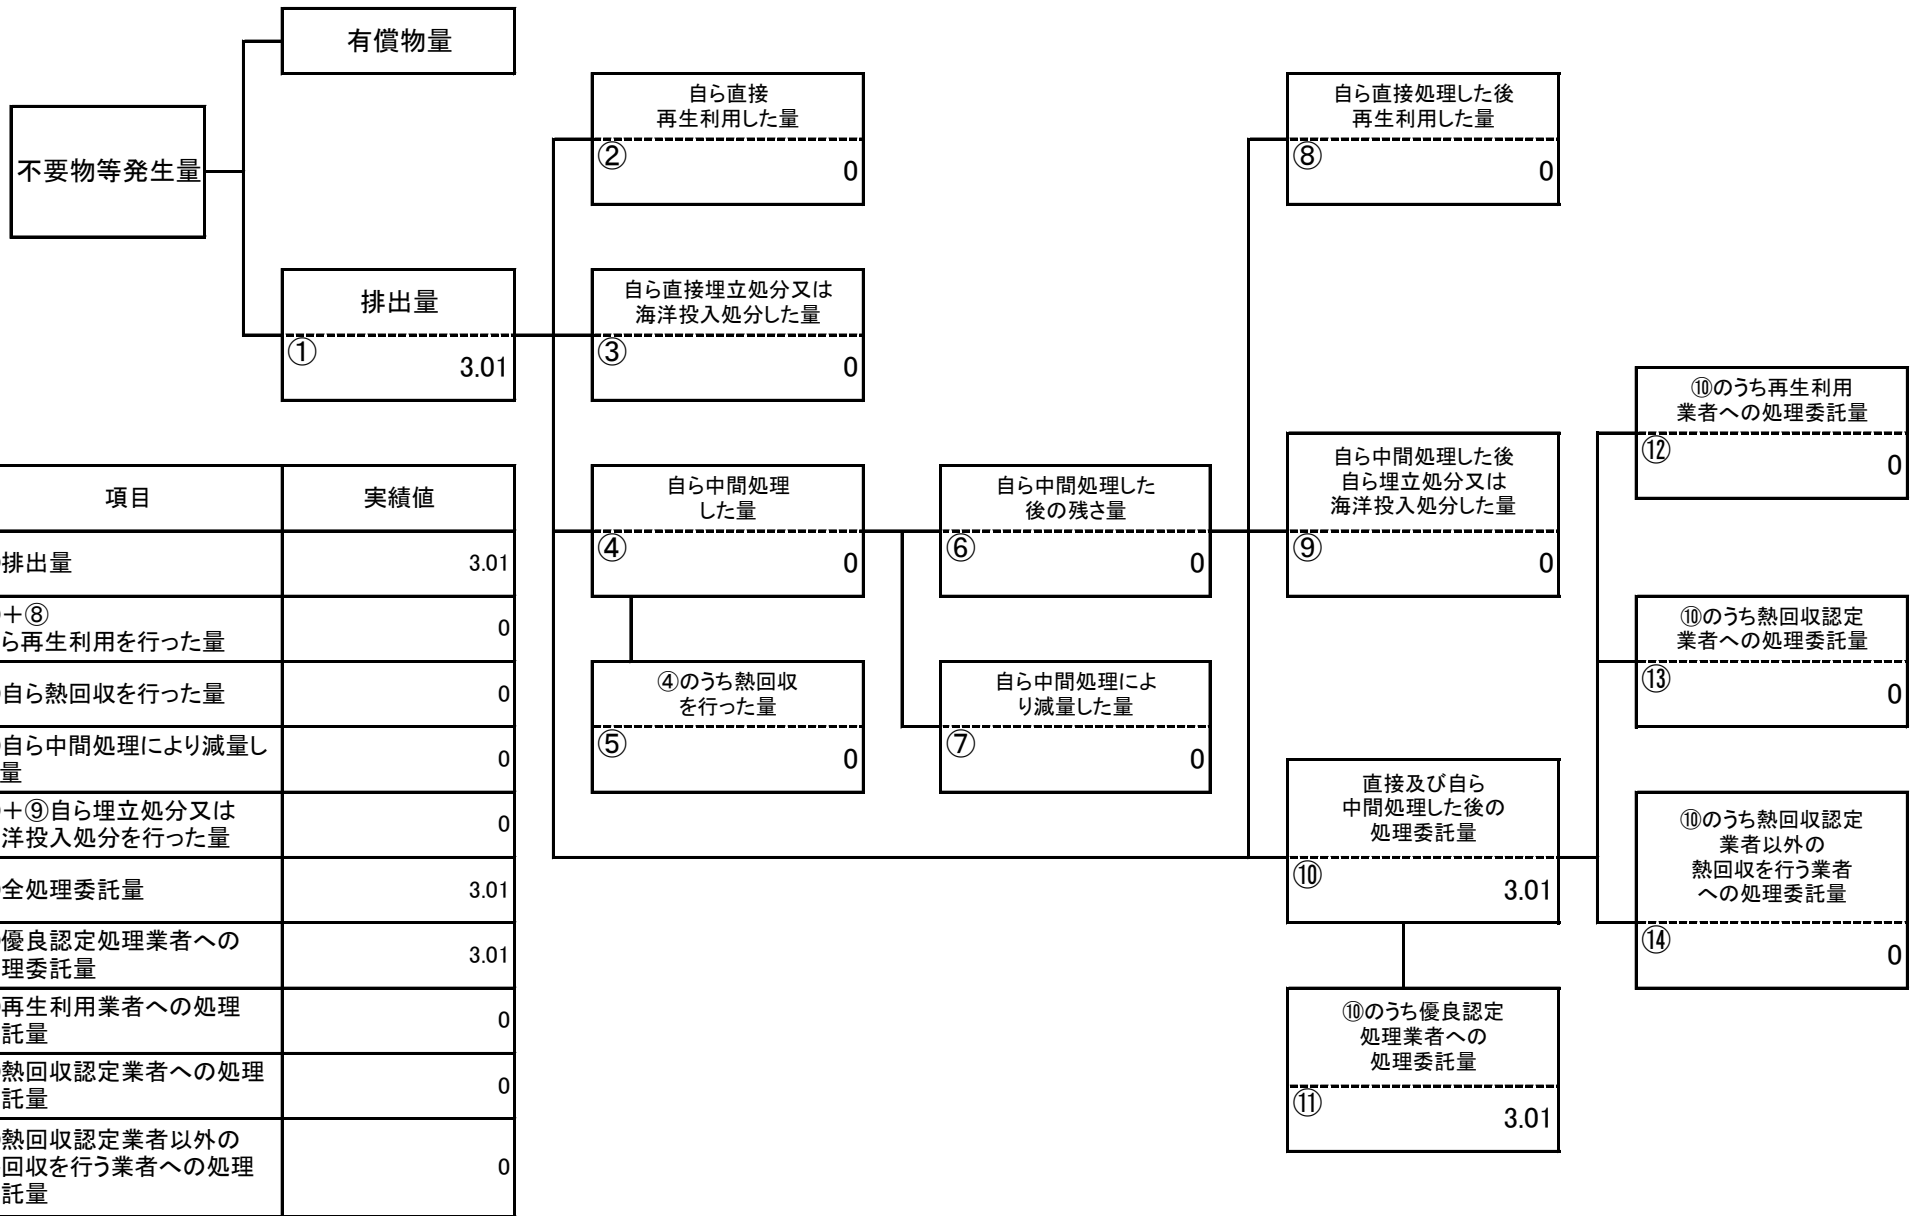 有償物量
不要物等発生量
排出量
①
3.01
自ら直接
再生利用した量
②
0
自ら直接埋立処分又は
海洋投入処分した量
③
0
自ら中間処理
した量
④
0
④のうち熱回収
を行った量
⑤
0
自ら中間処理した
後の残さ量
⑥
0
自ら中間処理によ
り減量した量
⑦
0
自ら直接処理した後
再生利用した量
⑧
0
自ら中間処理した後
自ら埋立処分又は
海洋投入処分した量
⑨
0
直接及び自ら
中間処理した後の
処理委託量
⑩
3.01
⑩のうち優良認定
処理業者への
処理委託量
⑪
3.01
⑩のうち再生利用
業者への処理委託量
⑫
0
⑩のうち熱回収認定
業者への処理委託量
⑬
0
⑩のうち熱回収認定
業者以外の
熱回収を行う業者
への処理委託量
⑭
0
項目 実績値
排出量 3.01
+⑧
ら再生利用を行った量 0
自ら熱回収を行った量 0
自ら中間処理により減量し
量 0
+⑨自ら埋立処分又は
洋投入処分を行った量 0
全処理委託量 3.01
優良認定処理業者への
理委託量 3.01
再生利用業者への処理
託量 0
熱回収認定業者への処理
託量 0
熱回収認定業者以外の
回収を行う業者への処理
託量 0